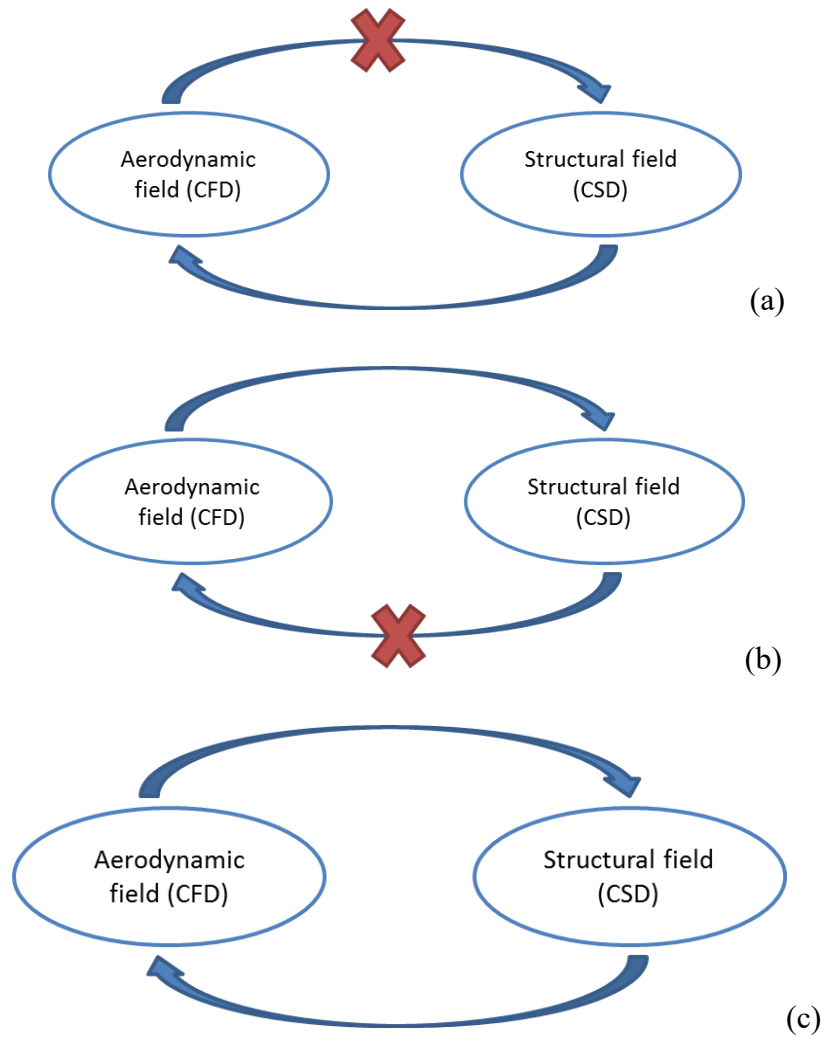 Aerodynamic
field (CFD)
Structural field
(CSD)
(a)
Aerodynamic
field (CFD)
Structural field
(CSD)
(b)
Aerodynamic
field (CFD)
Structural field
(CSD)
(c)